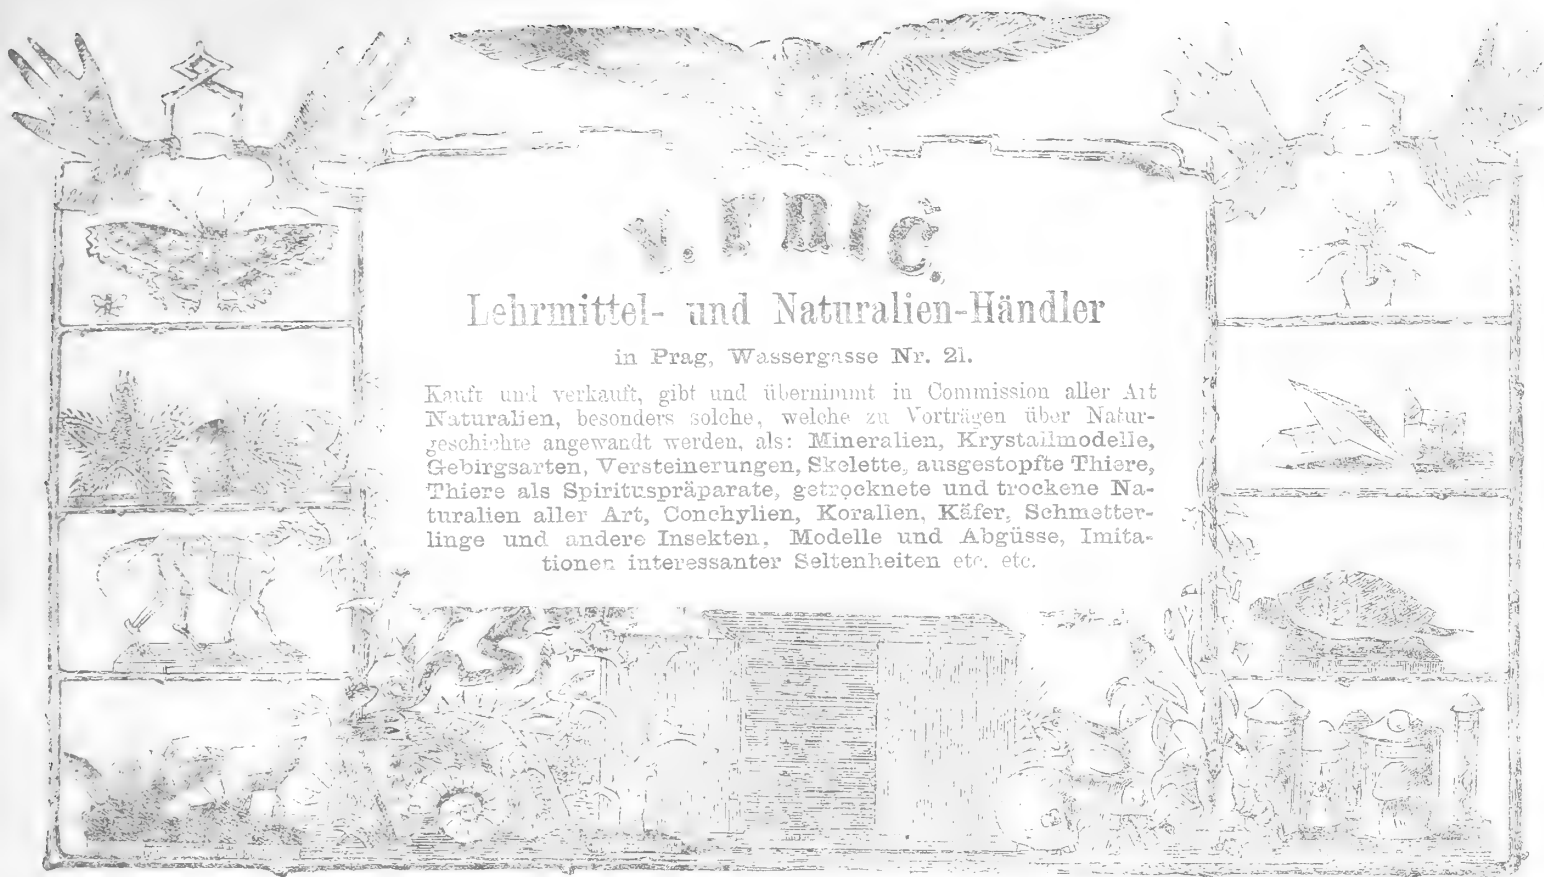 V. FRIČ.
Lehrmittel- und Naturalien-Händler
in Prag, Wassergasse Nr. 21.
Kauft und verkauft, gibt und übernimmt in Commission aller Art
Naturalien, besonders solche, welche zu Vorträgen über Natur-
geschichte angewandt werden, als: Mineralien, Krystallmodelle,
Gebirgsarten, Versteinerungen, Skelette, ausgestopfte Thiere,
Thiere als Spirituspräparate, getrocknete und trockene Na-
turalien aller Art, Conchylien, Korallen, Käfer, Schmetter-
linge und andere Insekten, Modelle und Abgüsse, Imita-
tionen interessanter Seltenheiten etc. etc.